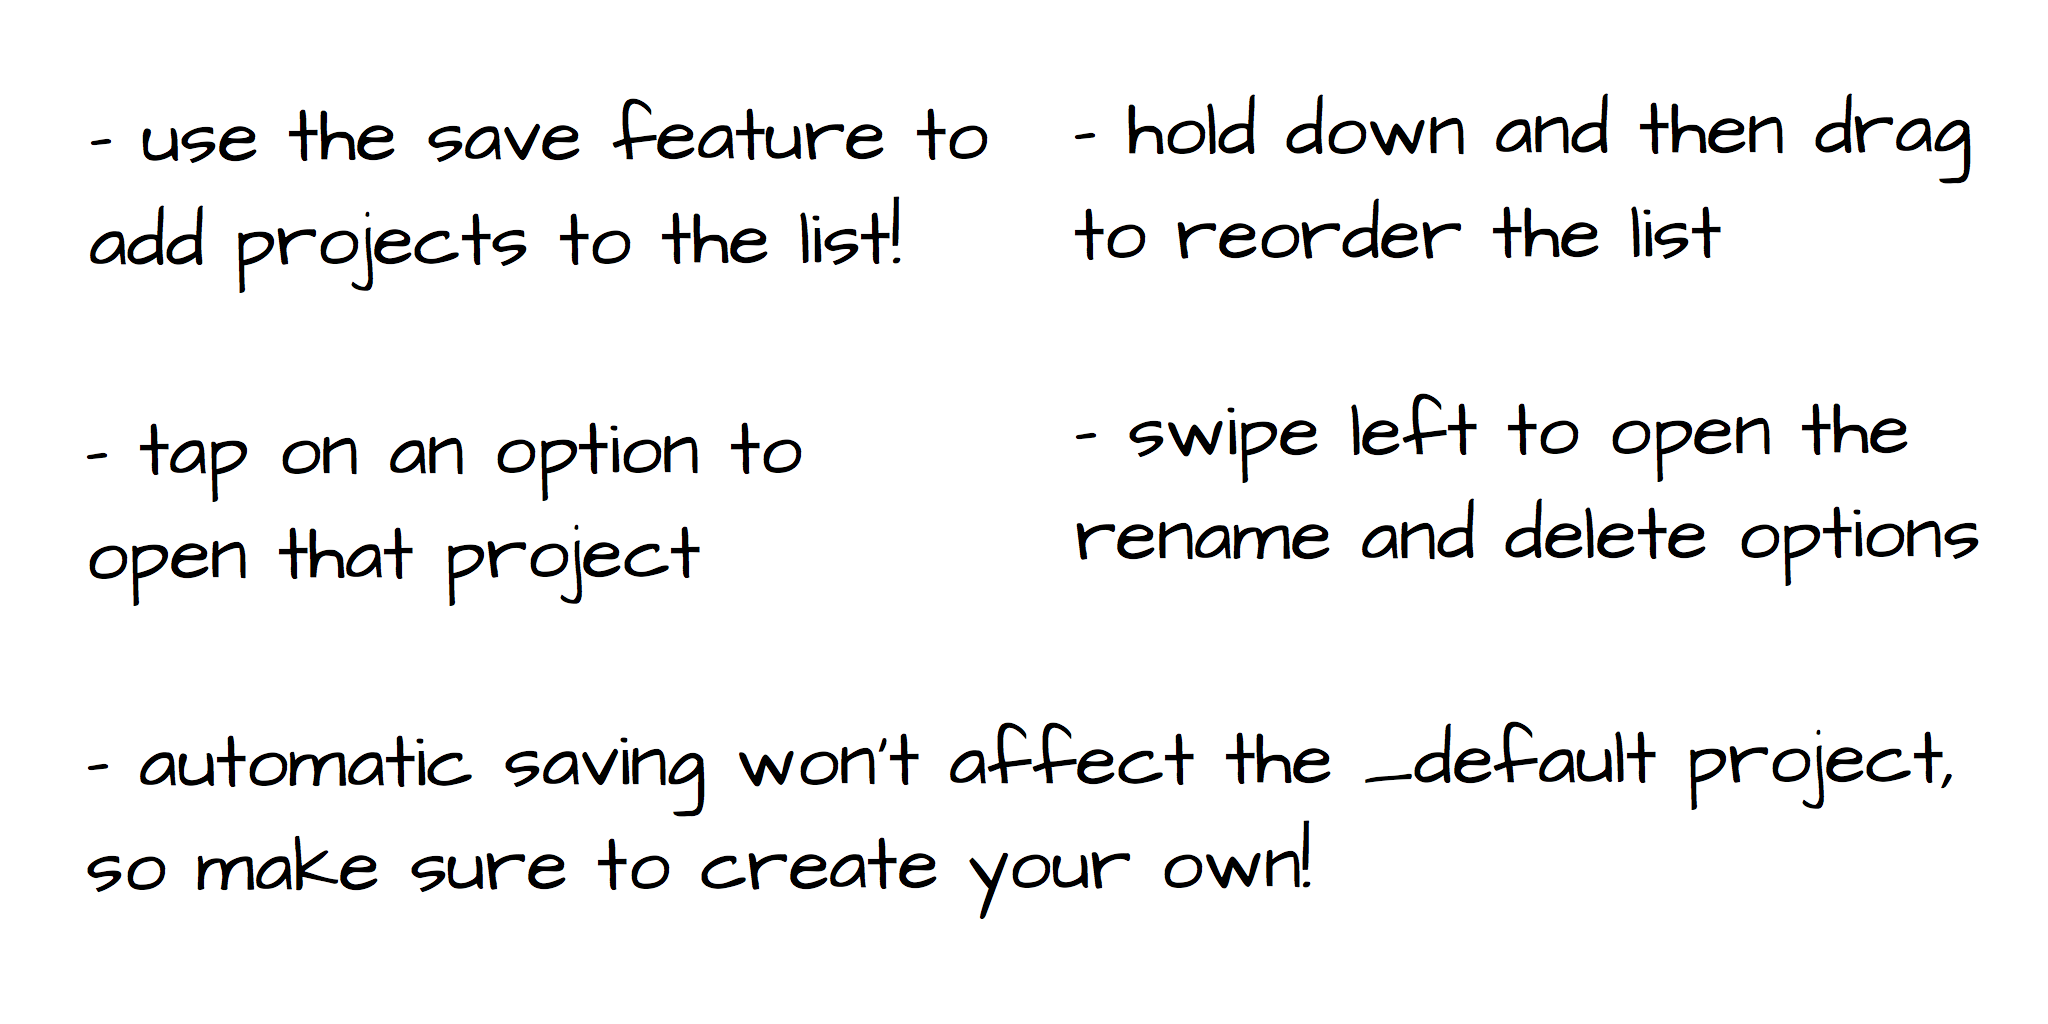 - use the save feature to
add projects to the list!
- hold down and then drag
to reorder the list
- tap on an option to
open that project
- swipe left to open the
rename and delete options
- automatic saving won't affect the _default project,
so make sure to create your own!